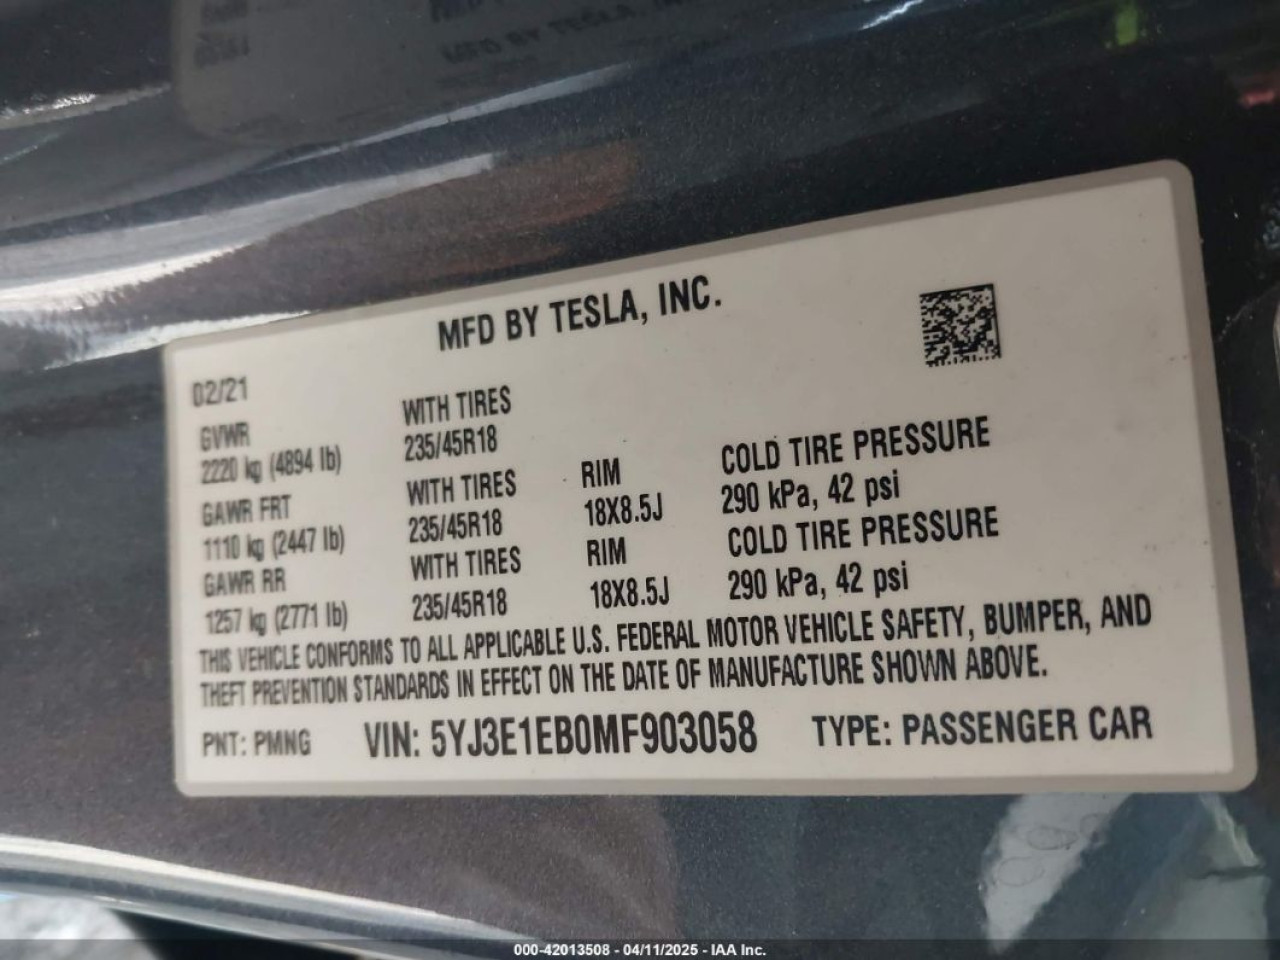 MFD BY TESLA, INC.
02/21
GVWR
2220 kg (4894 lb)
WITH TIRES
235/45R18
GAWR FRT
1110 kg (2447 lb)
WITH TIRES
235/45R18
RIM
18X8.5J
COLD TIRE PRESSURE
290 kPa, 42 psi
GAWR RR
1257 kg (2771 lb)
WITH TIRES
235/45R18
RIM
18X8.5J
COLD TIRE PRESSURE
290 kPa, 42 psi
THIS VEHICLE CONFORMS TO ALL APPLICABLE U.S. FEDERAL MOTOR VEHICLE SAFETY, BUMPER, AND
THEFT PREVENTION STANDARDS IN EFFECT ON THE DATE OF MANUFACTURE SHOWN ABOVE.
PNT: PMNG VIN: 5YJ3E1EB0MF903058 TYPE: PASSENGER CAR
000-42013508 - 04/11/2025 - IAA Inc.